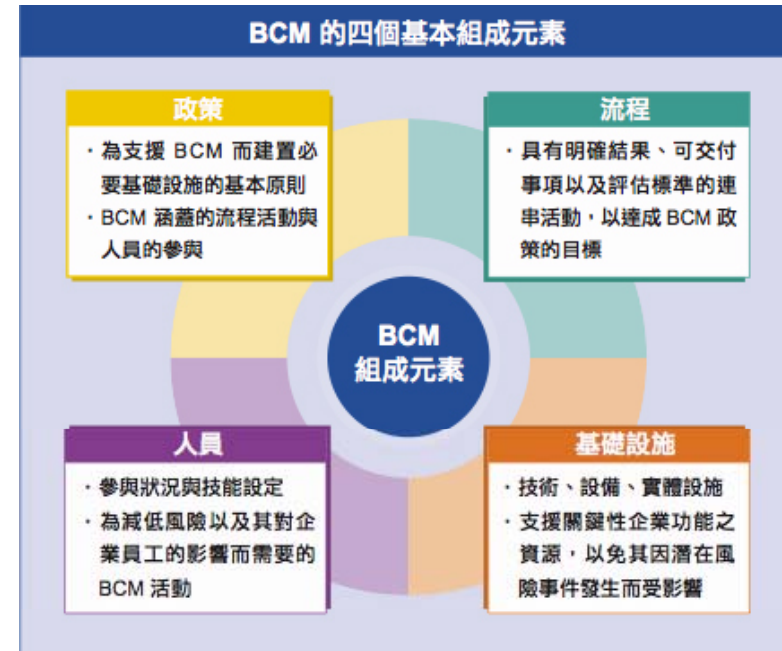 BCM 的四個基本組成元素
政策
· 為支援 BCM 而建置必
要基礎設施的基本原則
· BCM 涵蓋的流程活動與
人員的參與
流程
· 具有明確結果、可交付
事項以及評估標準的連
串活動，以達成 BCM 政
策的目標
BCM
組成元素
人員
· 參與狀況與技能設定
· 為減低風險以及其對企
業員工的影響而需要的
BCM 活動
基礎設施
· 技術、設備、實體設施
· 支援關鍵性企業功能之
資源，以免其因潛在風
險事件發生而受影響